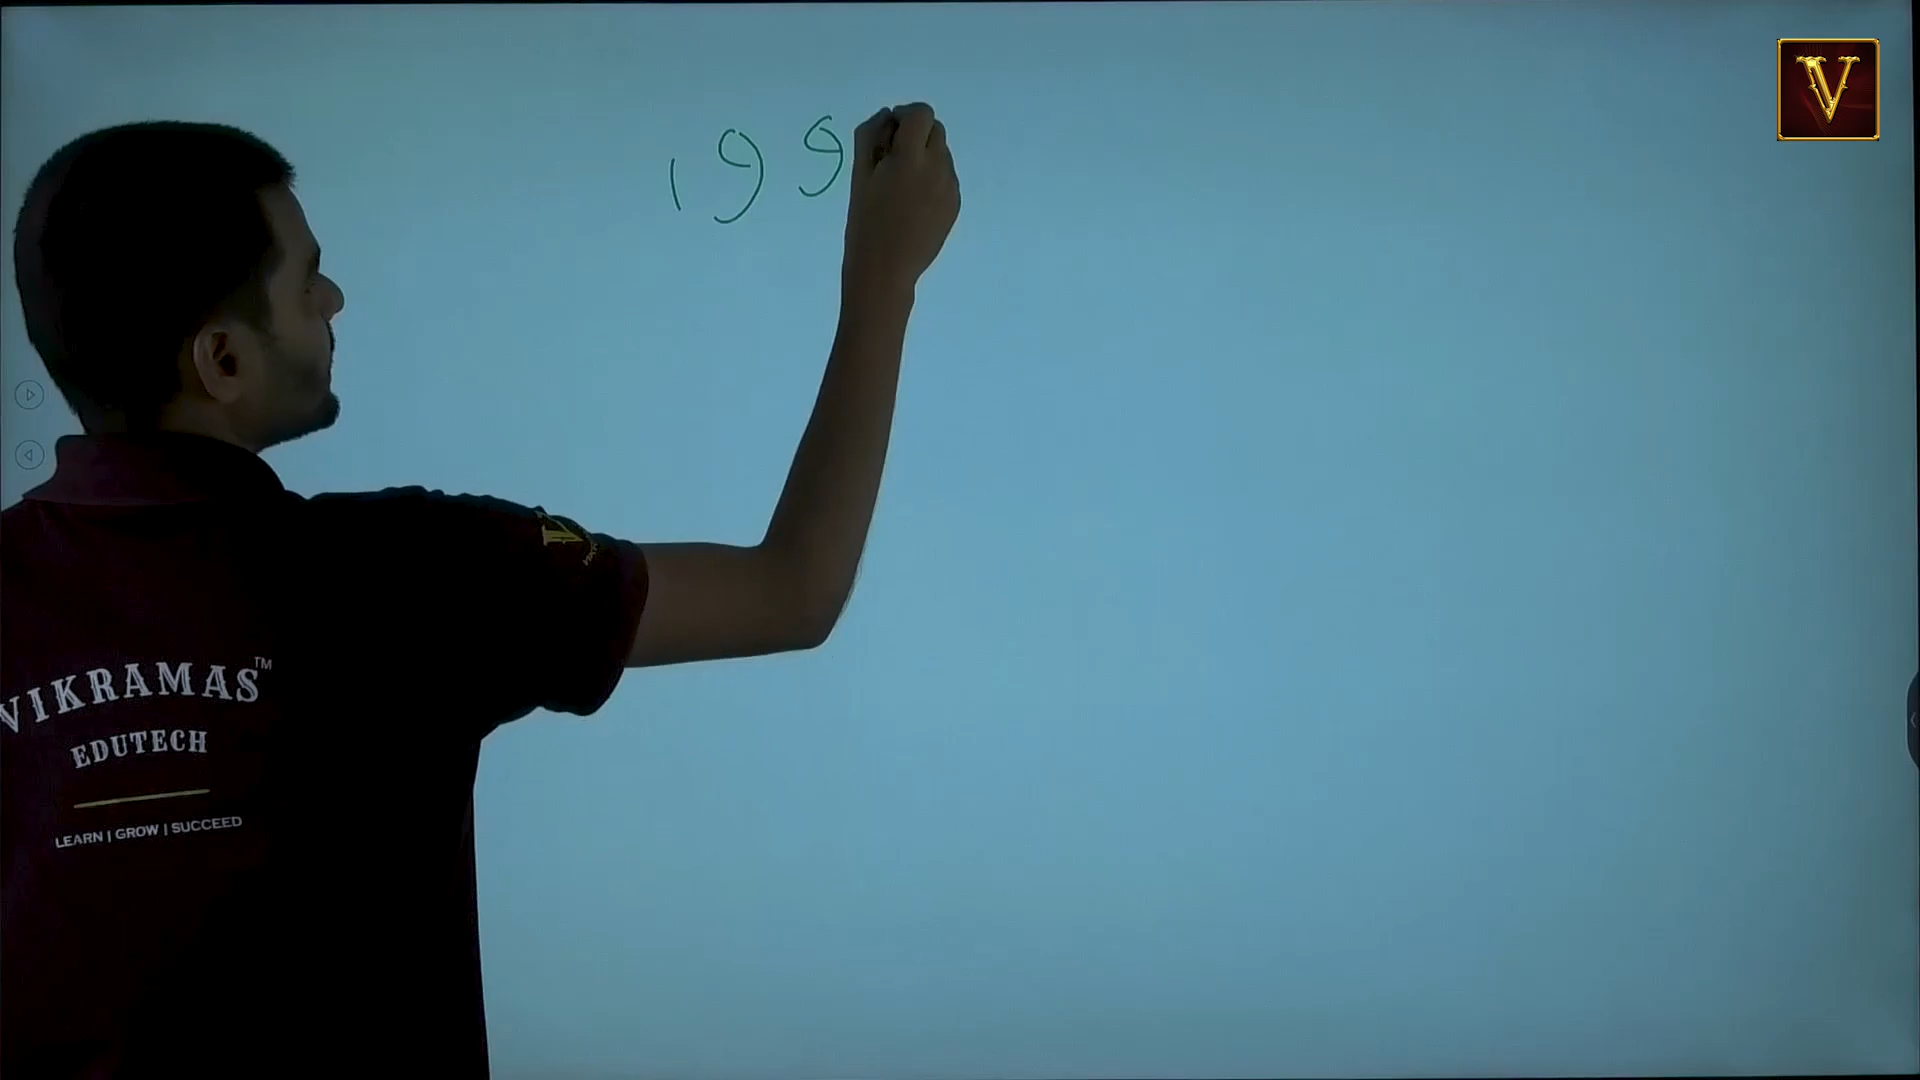 199
V
V
VIKRAMAS™
EDUTECH
LEARN | GROW | SUCCEED